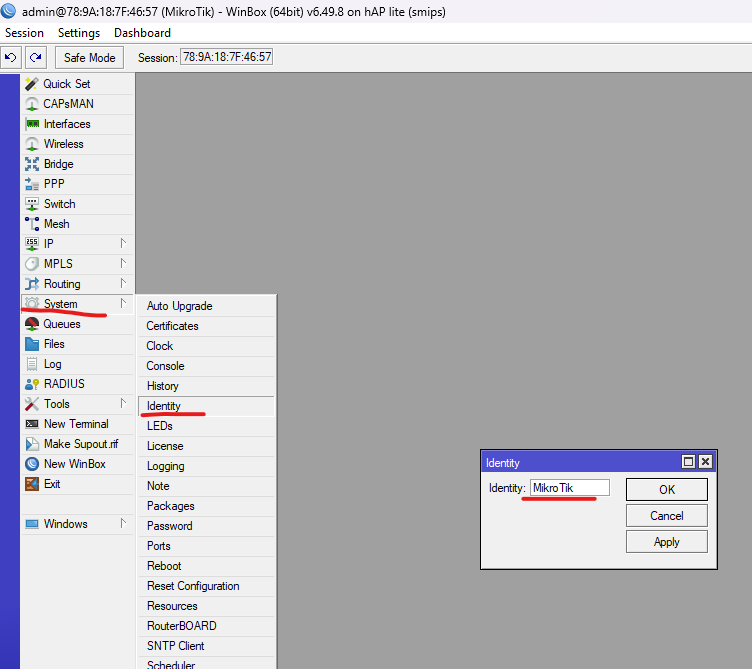 admin@78:9A:18:7F:46:57 (MikroTik) - WinBox (64bit) v6.49.8 on hAP lite (smips)
Session Settings Dashboard
Safe Mode Session: 78:9A:18:7F:46:57
Quick Set
CAPsMAN
Interfaces
Wireless
Bridge
PPP
Switch
Mesh
IP
MPLS
Routing
System
Queues
Files
Log
RADIUS
Tools
New Terminal
Make Supout.rif
New WinBox
Exit
Windows
Auto Upgrade
Certificates
Clock
Console
History
Identity
LEDs
License
Logging
Note
Packages
Password
Ports
Reboot
Reset Configuration
Resources
RouterBOARD
SNTP Client
Scheduler
Identity
Identity: MikroTik
OK
Cancel
Apply